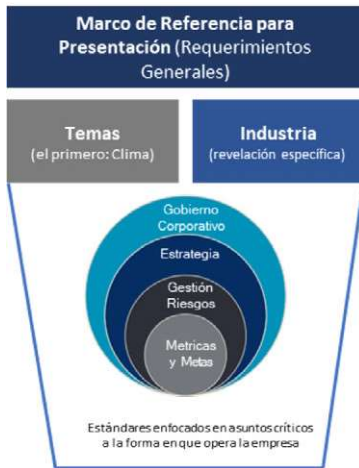 Marco de Referencia para
Presentación (Requerimientos
Generales)
Temas
(el primero: Clima)
Industria
(revelación específica)
Gobierno
Corporativo
Estrategia
Gestión
Riesgos
Metricas
y Metas
Estándares enfocados en asuntos críticos
a la forma en que opera la empresa